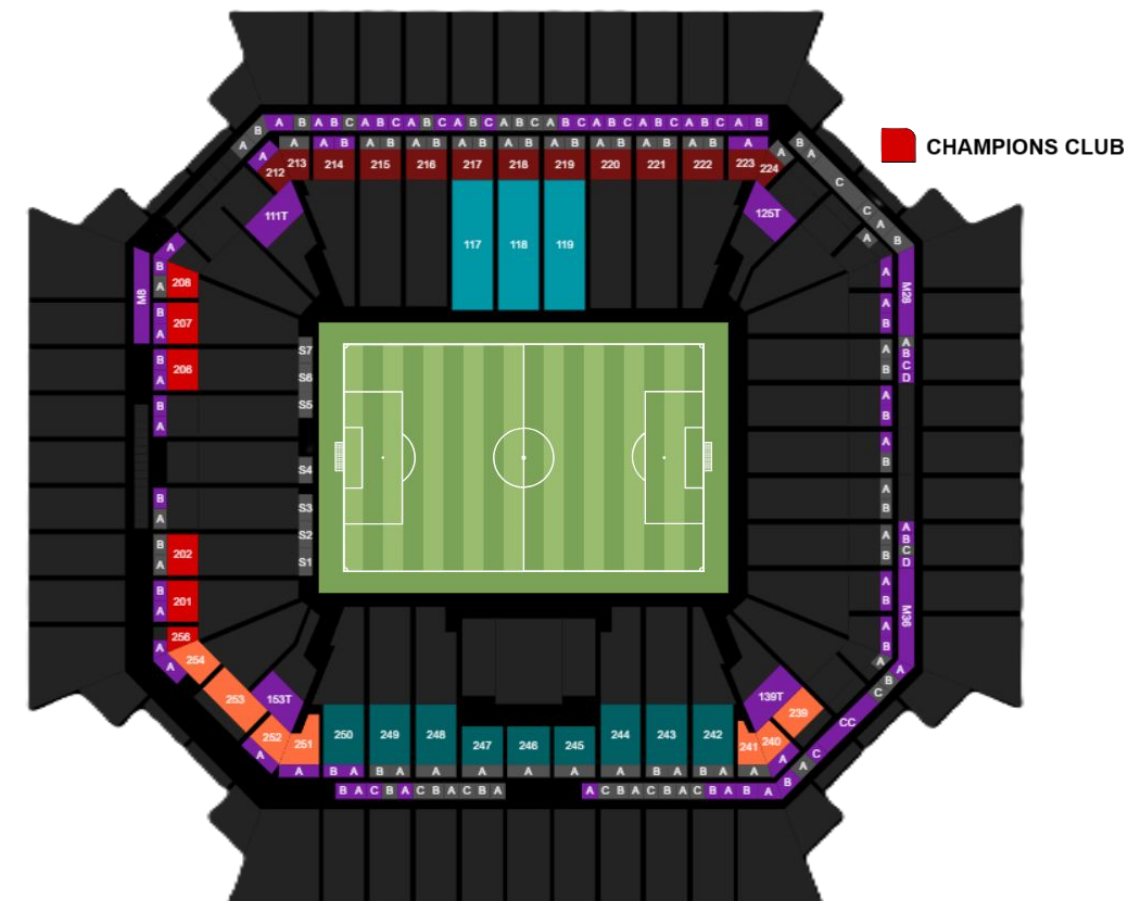 CHAMPIONS CLUB
A B A B C A B C A B C A B C A B C A B C A B C A B C A B C A B
B
A
A
A
A B
A B
A B
A B
A B
A B
A B
A B
A B
A
A
B
A
C
C
A
B
A
212
213
214
215
216
217
218
219
220
221
222
223
224
111T
125T
117
118
119
A
B
A
208
M8
B
A
207
B
A
206
B
A
B
A
B
A
202
B
A
201
256
A
A
254
253
252
251
153T
A
S7
S6
S5
S4
S3
S2
S1
A
M28
A
B
A
B
C
D
A
B
A
B
A
B
A
B
A
B
A
B
C
D
A
B
M36
A
B
A
A
B
C
CC
C
A
B
139T
239
240
241
A
250
249
248
247
246
245
244
243
242
A
B A
B A
A
A
A
A
A
B A
B A
A
B A C B A C B A C B A
A C B A C B A C B A B A